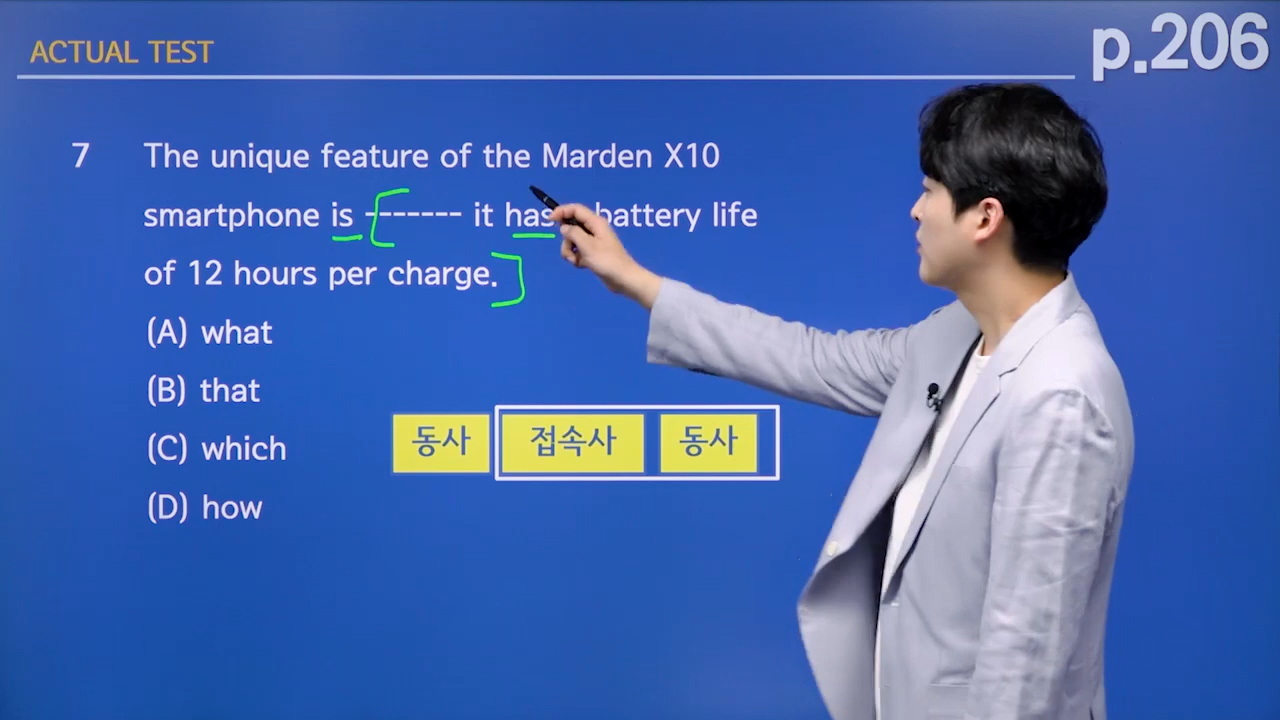 ACTUAL TEST
p.206
7 The unique feature of the Marden X10
smartphone is ------- it has battery life
of 12 hours per charge.
(A) what
(B) that
(C) which
(D) how
동사 접속사 동사